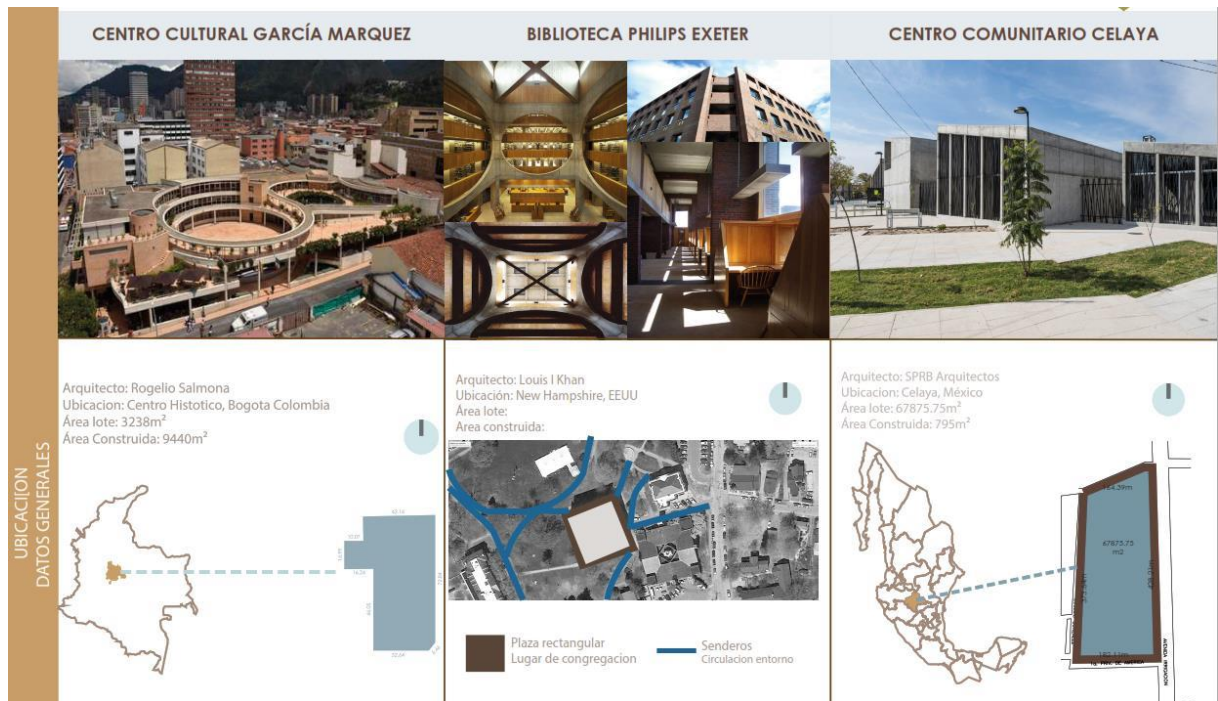 CENTRO CULTURAL GARCÍA MARQUEZ
BIBLIOTECA PHILIPS EXETER
CENTRO COMUNITARIO CELAYA
UBICACI[ON
DATOS GENERALES
Arquitecto: Rogelio Salmona
Ubicacion: Centro Histotico, Bogota Colombia
Área lote: 3238m²
Área Construida: 9440m²
Arquitecto: Louis I Khan
Ubicación: New Hampshire, EEUU
Área lote:
Area construida:
Plaza rectangular
Lugar de congregacion
Senderos
Circulacion entorno
Arquitecto: SPRB Arquitectos
Ubicacion: Celaya, México
Área lote: 67875.75m²
Área Construida: 795m²
67875.75
m2